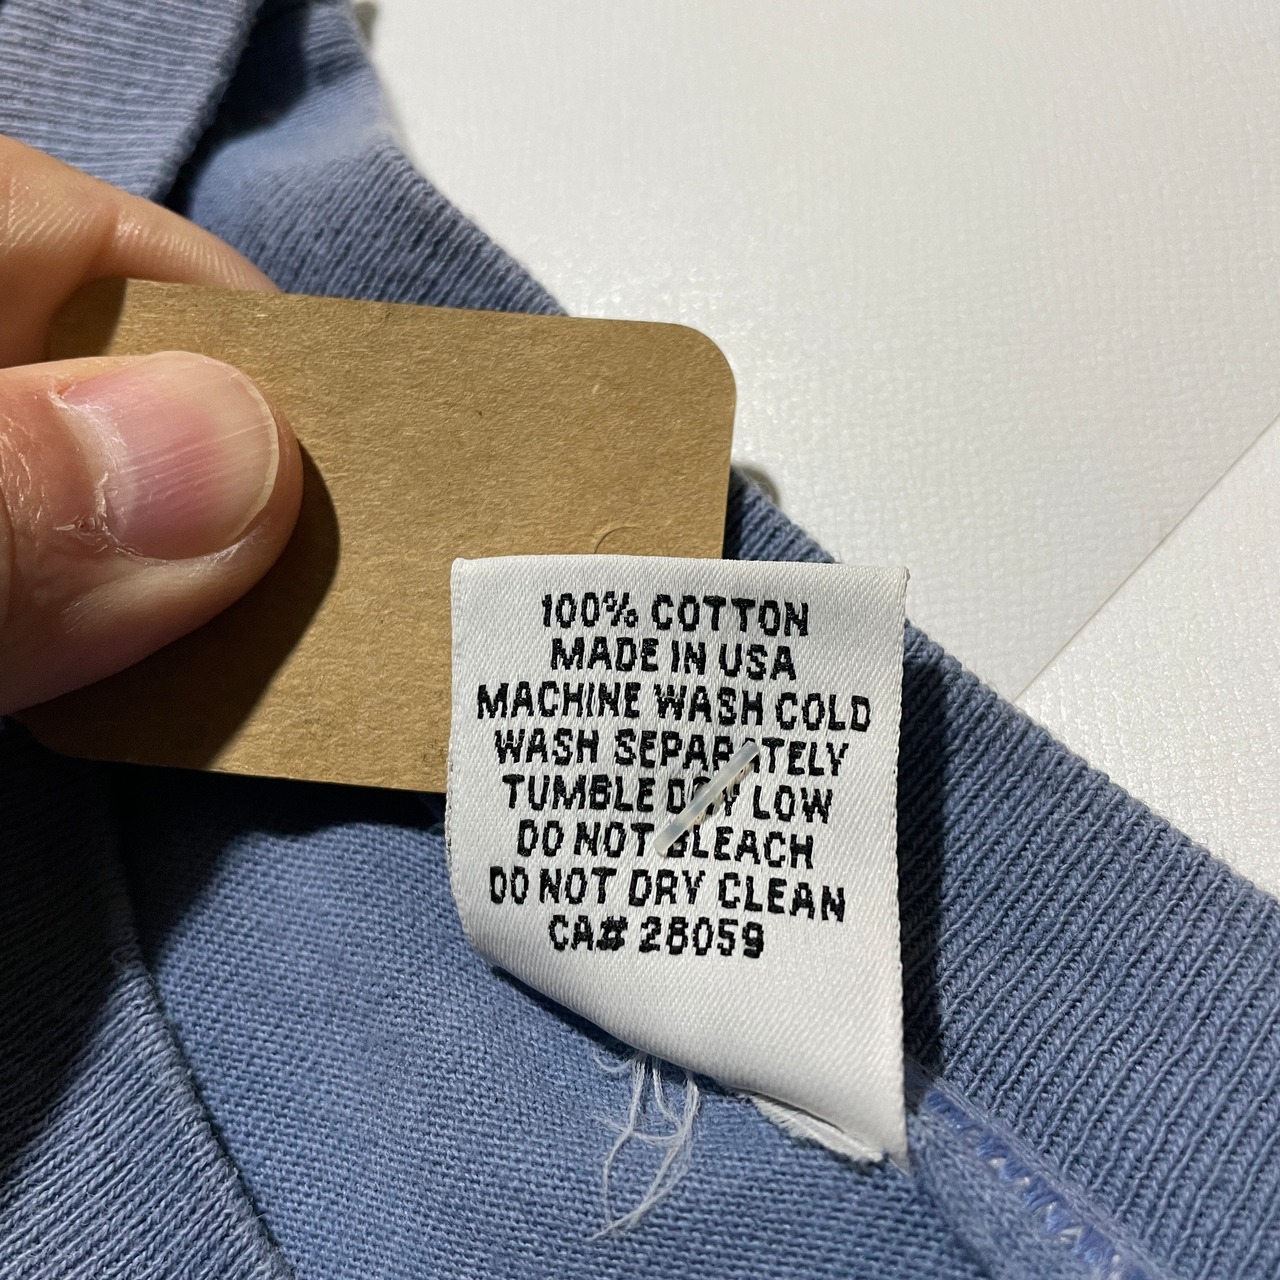 100% COTTON
MADE IN USA
MACHINE WASH COLD
WASH SEPARATELY
TUMBLE DRY LOW
DO NOT BLEACH
DO NOT DRY CLEAN
CA# 28059